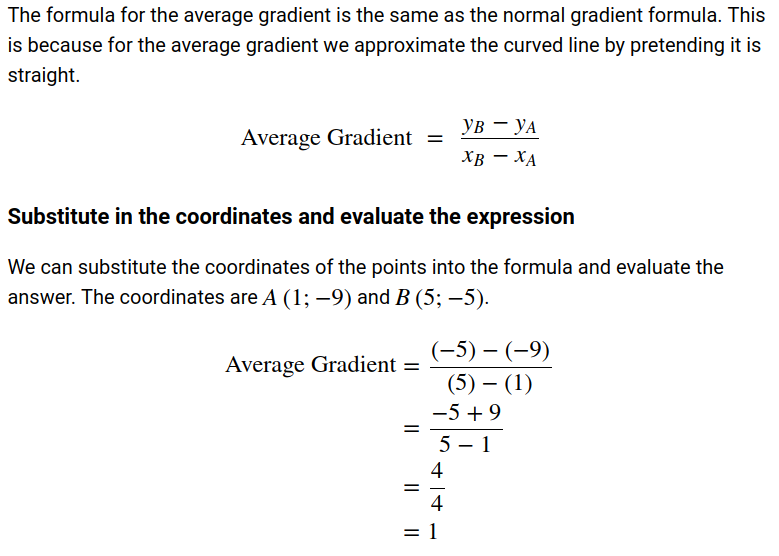 The formula for the average gradient is the same as the normal gradient formula. This
is because for the average gradient we approximate the curved line by pretending it is
straight.
Average Gradient = \frac{y_B − y_A}{x_B − x_A}
Substitute in the coordinates and evaluate the expression
We can substitute the coordinates of the points into the formula and evaluate the
answer. The coordinates are A (1; −9) and B (5; −5).
Average Gradient = \frac{(−5) − (−9)}{(5) − (1)}
= \frac{−5 + 9}{5 − 1}
= \frac{4}{4}
= 1